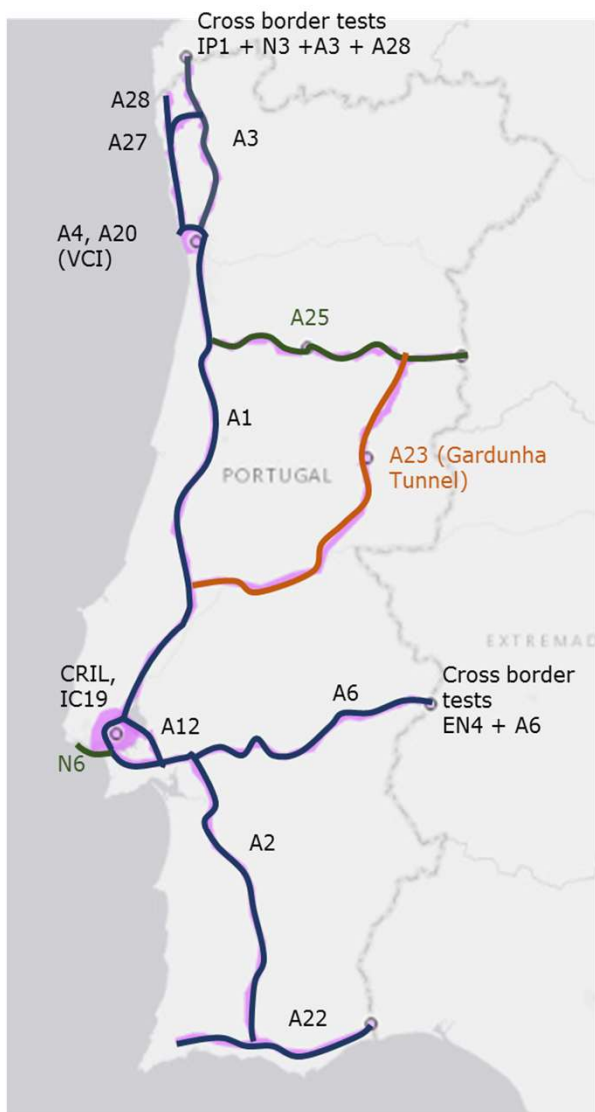 Cross border tests
IP1 + N3 +A3 + A28
A28
A27
A3
A4, A20
(VCI)
A25
A1
A23 (Gardunha
Tunnel)
PORTUGAL
EXTREMAD
CRIL,
IC19
A12
A6
Cross border
tests
EN4 + A6
N6
A2
A22